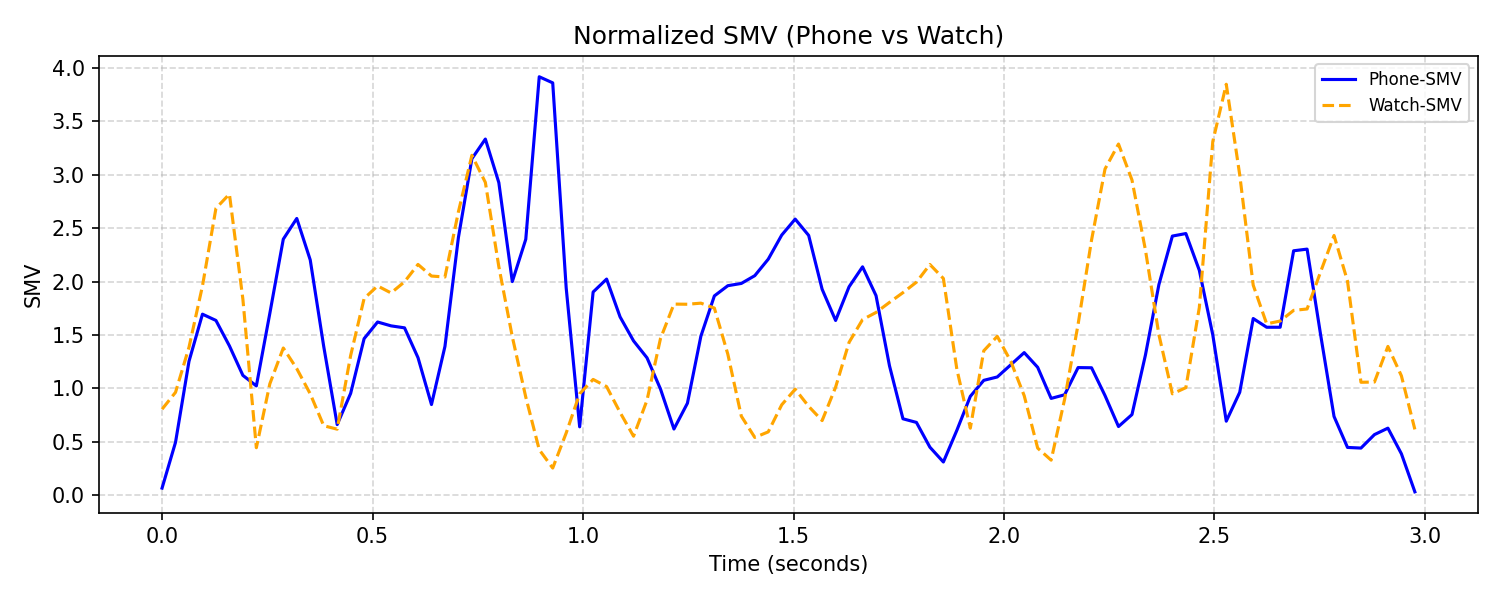 Normalized SMV (Phone vs Watch)
Phone-SMV
Watch-SMV
4.0
3.5
3.0
2.5
2.0
1.5
1.0
0.5
0.0
SMV
0.0 0.5 1.0 1.5 2.0 2.5 3.0
Time (seconds)